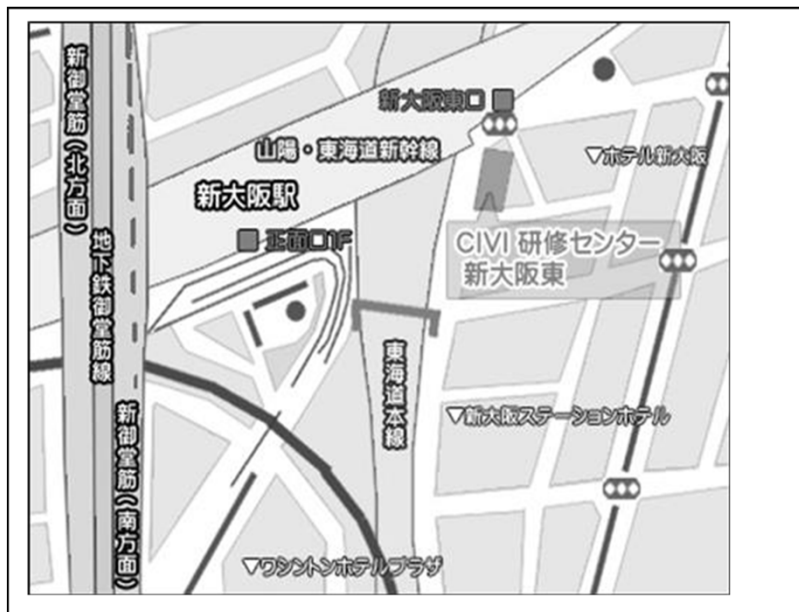 新御堂筋(北方面)
新大阪東口
山陽・東海道新幹線
▼ホテル新大阪
新大阪駅
正面口1F
CIVI 研修センター
新大阪東
地下鉄御堂筋線
東海道本線
新御堂筋(南方面)
▼新大阪ステーションホテル
▼ワシントンホテルプラザ